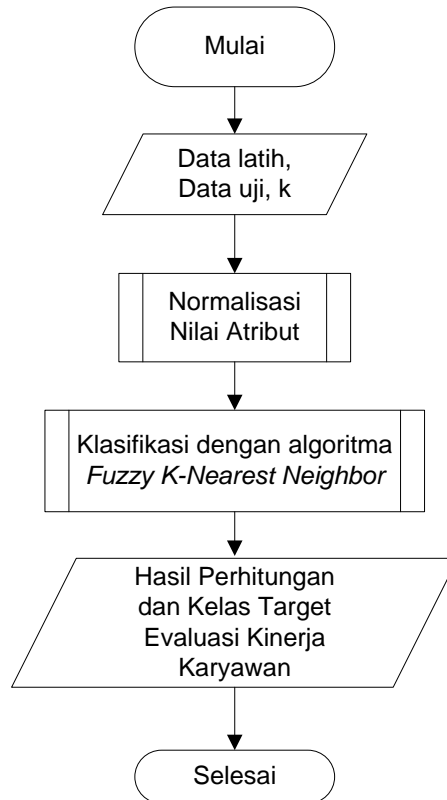 Mulai
Data latih,
Data uji, k
Normalisasi
Nilai Atribut
Klasifikasi dengan algoritma
Fuzzy K-Nearest Neighbor
Hasil Perhitungan
dan Kelas Target
Evaluasi Kinerja
Karyawan
Selesai